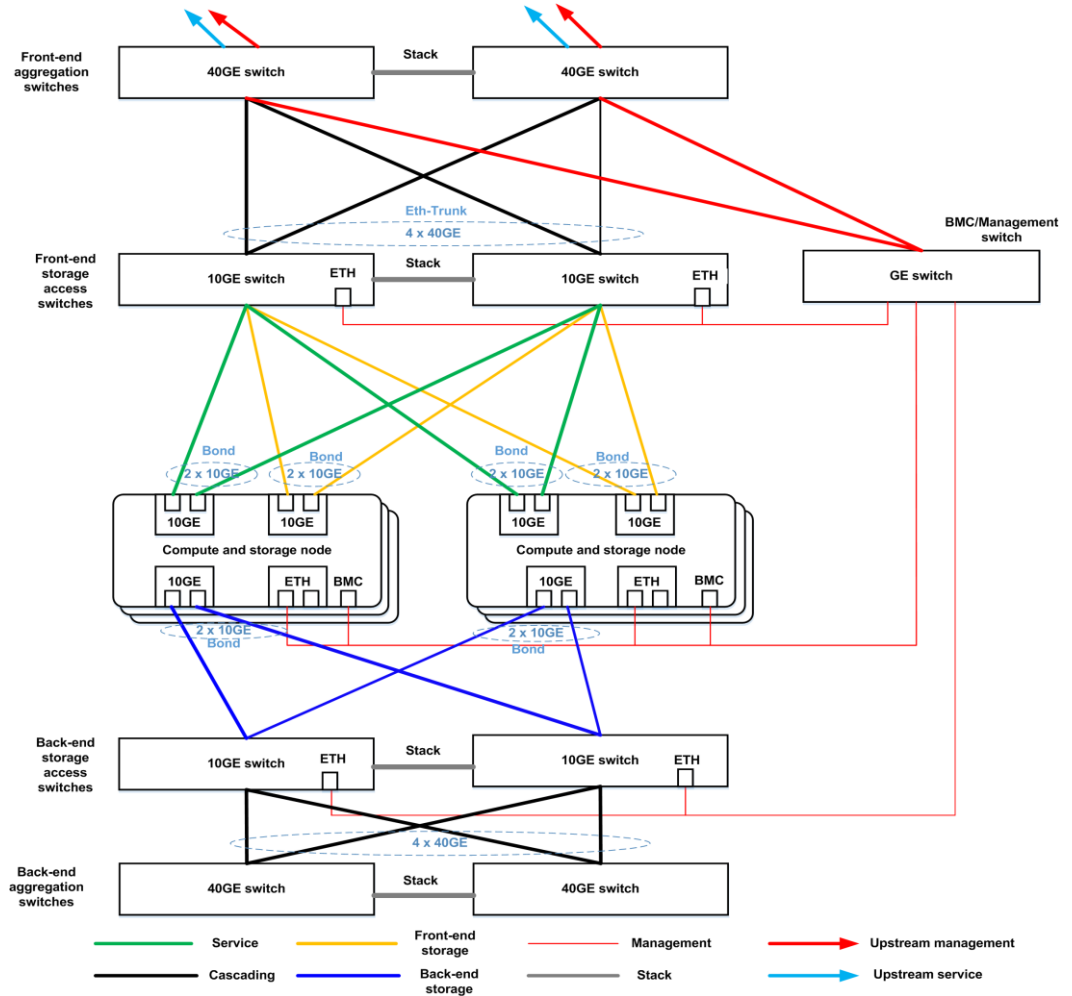 Front-end
aggregation
switches
40GE switch
Stack
40GE switch
Eth-Trunk
4 x 40GE
BMC/Management
switch
GE switch
Front-end
storage
access
switches
10GE switch
ETH
Stack
10GE switch
ETH
Bond
2 x 10GE
Bond
2 x 10GE
Bond
2 x 10GE
Bond
2 x 10GE
10GE
10GE
Compute and storage node
10GE
ETH
BMC
10GE
10GE
Compute and storage node
10GE
ETH
BMC
2 x 10GE
Bond
2 x 10GE
Bond
Back-end
storage
access
switches
10GE switch
ETH
Stack
10GE switch
ETH
4 x 40GE
Back-end
aggregation
switches
40GE switch
Stack
40GE switch
Service
Front-end
storage
Management
Upstream management
Cascading
Back-end
storage
Stack
Upstream service